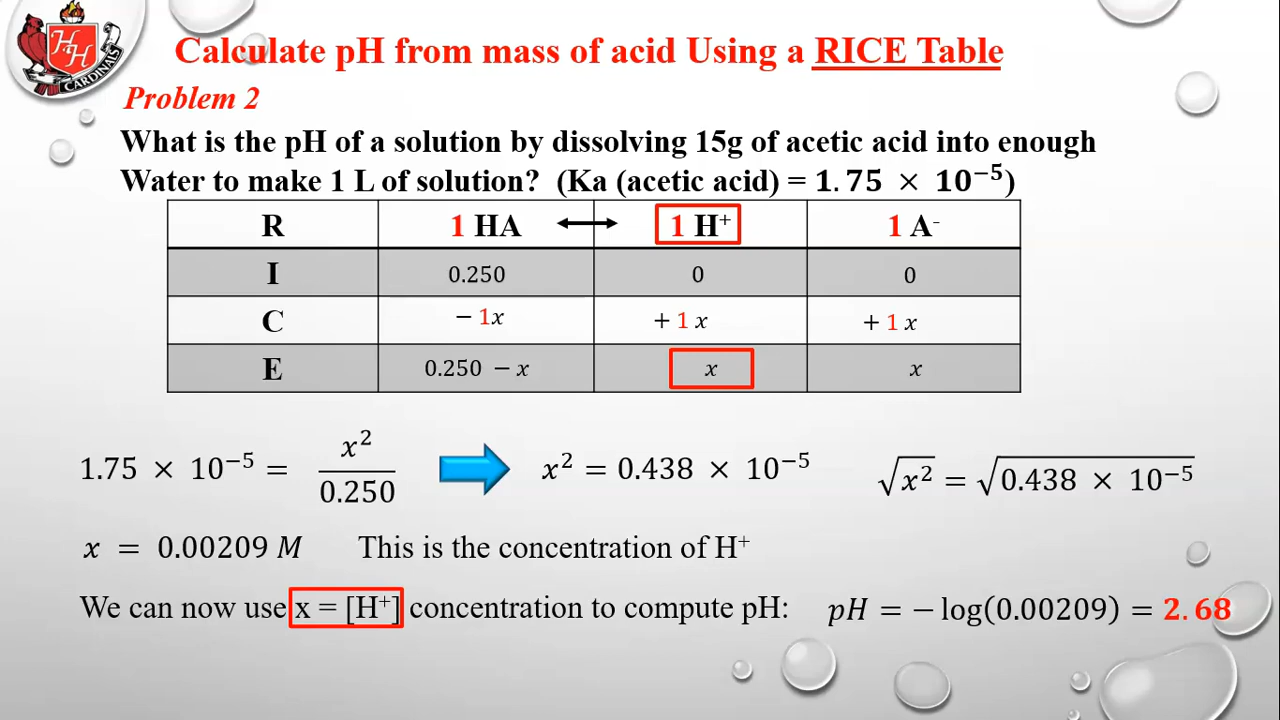 HH
CARDINALS
Calculate pH from mass of acid Using a RICE Table
Problem 2
What is the pH of a solution by dissolving 15g of acetic acid into enough
Water to make 1 L of solution? (Ka (acetic acid) = 1.75 × 10⁻⁵)
R 1 HA ⟷ 1 H⁺ 1 A⁻
I 0.250 0 0
C − 1x + 1 x + 1 x
E 0.250 − x x x
1.75 × 10⁻⁵ = x²/0.250 x² = 0.438 × 10⁻⁵ √x² = √0.438 × 10⁻⁵
x = 0.00209 M This is the concentration of H⁺
We can now use x = [H⁺] concentration to compute pH: pH = − log(0.00209) = 2.68